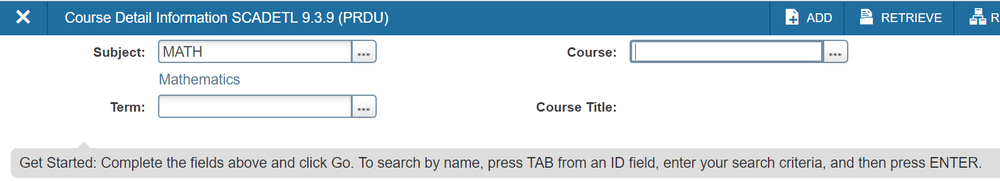 Course Detail Information SCADETL 9.3.9 (PRDU) ADD RETRIEVE R
Subject: MATH ... Course: ...
Mathematics
Term: ... Course Title:
Get Started: Complete the fields above and click Go. To search by name, press TAB from an ID field, enter your search criteria, and then press ENTER.